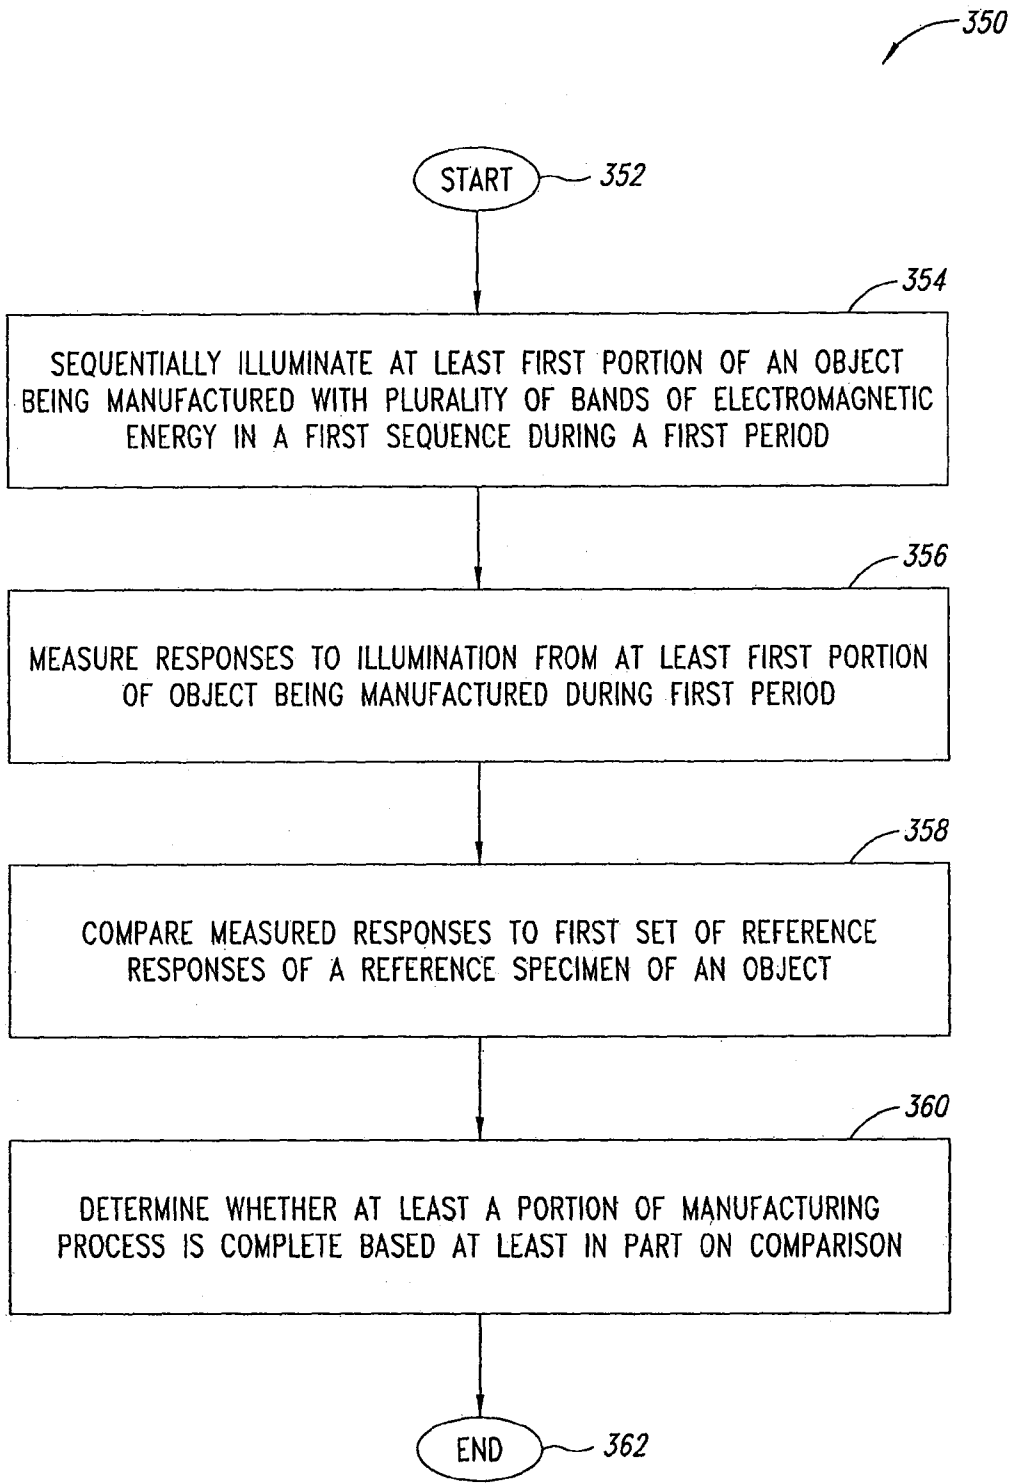 350
START
352
354
SEQUENTIALLY ILLUMINATE AT LEAST FIRST PORTION OF AN OBJECT
BEING MANUFACTURED WITH PLURALITY OF BANDS OF ELECTROMAGNETIC
ENERGY IN A FIRST SEQUENCE DURING A FIRST PERIOD
356
MEASURE RESPONSES TO ILLUMINATION FROM AT LEAST FIRST PORTION
OF OBJECT BEING MANUFACTURED DURING FIRST PERIOD
358
COMPARE MEASURED RESPONSES TO FIRST SET OF REFERENCE
RESPONSES OF A REFERENCE SPECIMEN OF AN OBJECT
360
DETERMINE WHETHER AT LEAST A PORTION OF MANUFACTURING
PROCESS IS COMPLETE BASED AT LEAST IN PART ON COMPARISON
END
362